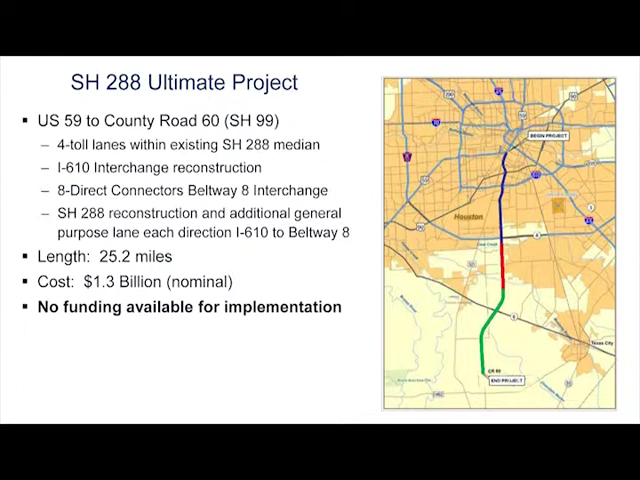 SH 288 Ultimate Project
▪ US 59 to County Road 60 (SH 99)
– 4-toll lanes within existing SH 288 median
– I-610 Interchange reconstruction
– 8-Direct Connectors Beltway 8 Interchange
– SH 288 reconstruction and additional general
purpose lane each direction I-610 to Beltway 8
▪ Length: 25.2 miles
▪ Cost: $1.3 Billion (nominal)
▪ No funding available for implementation
BEGIN PROJECT
Houston
Texas City
CR 60
END PROJECT